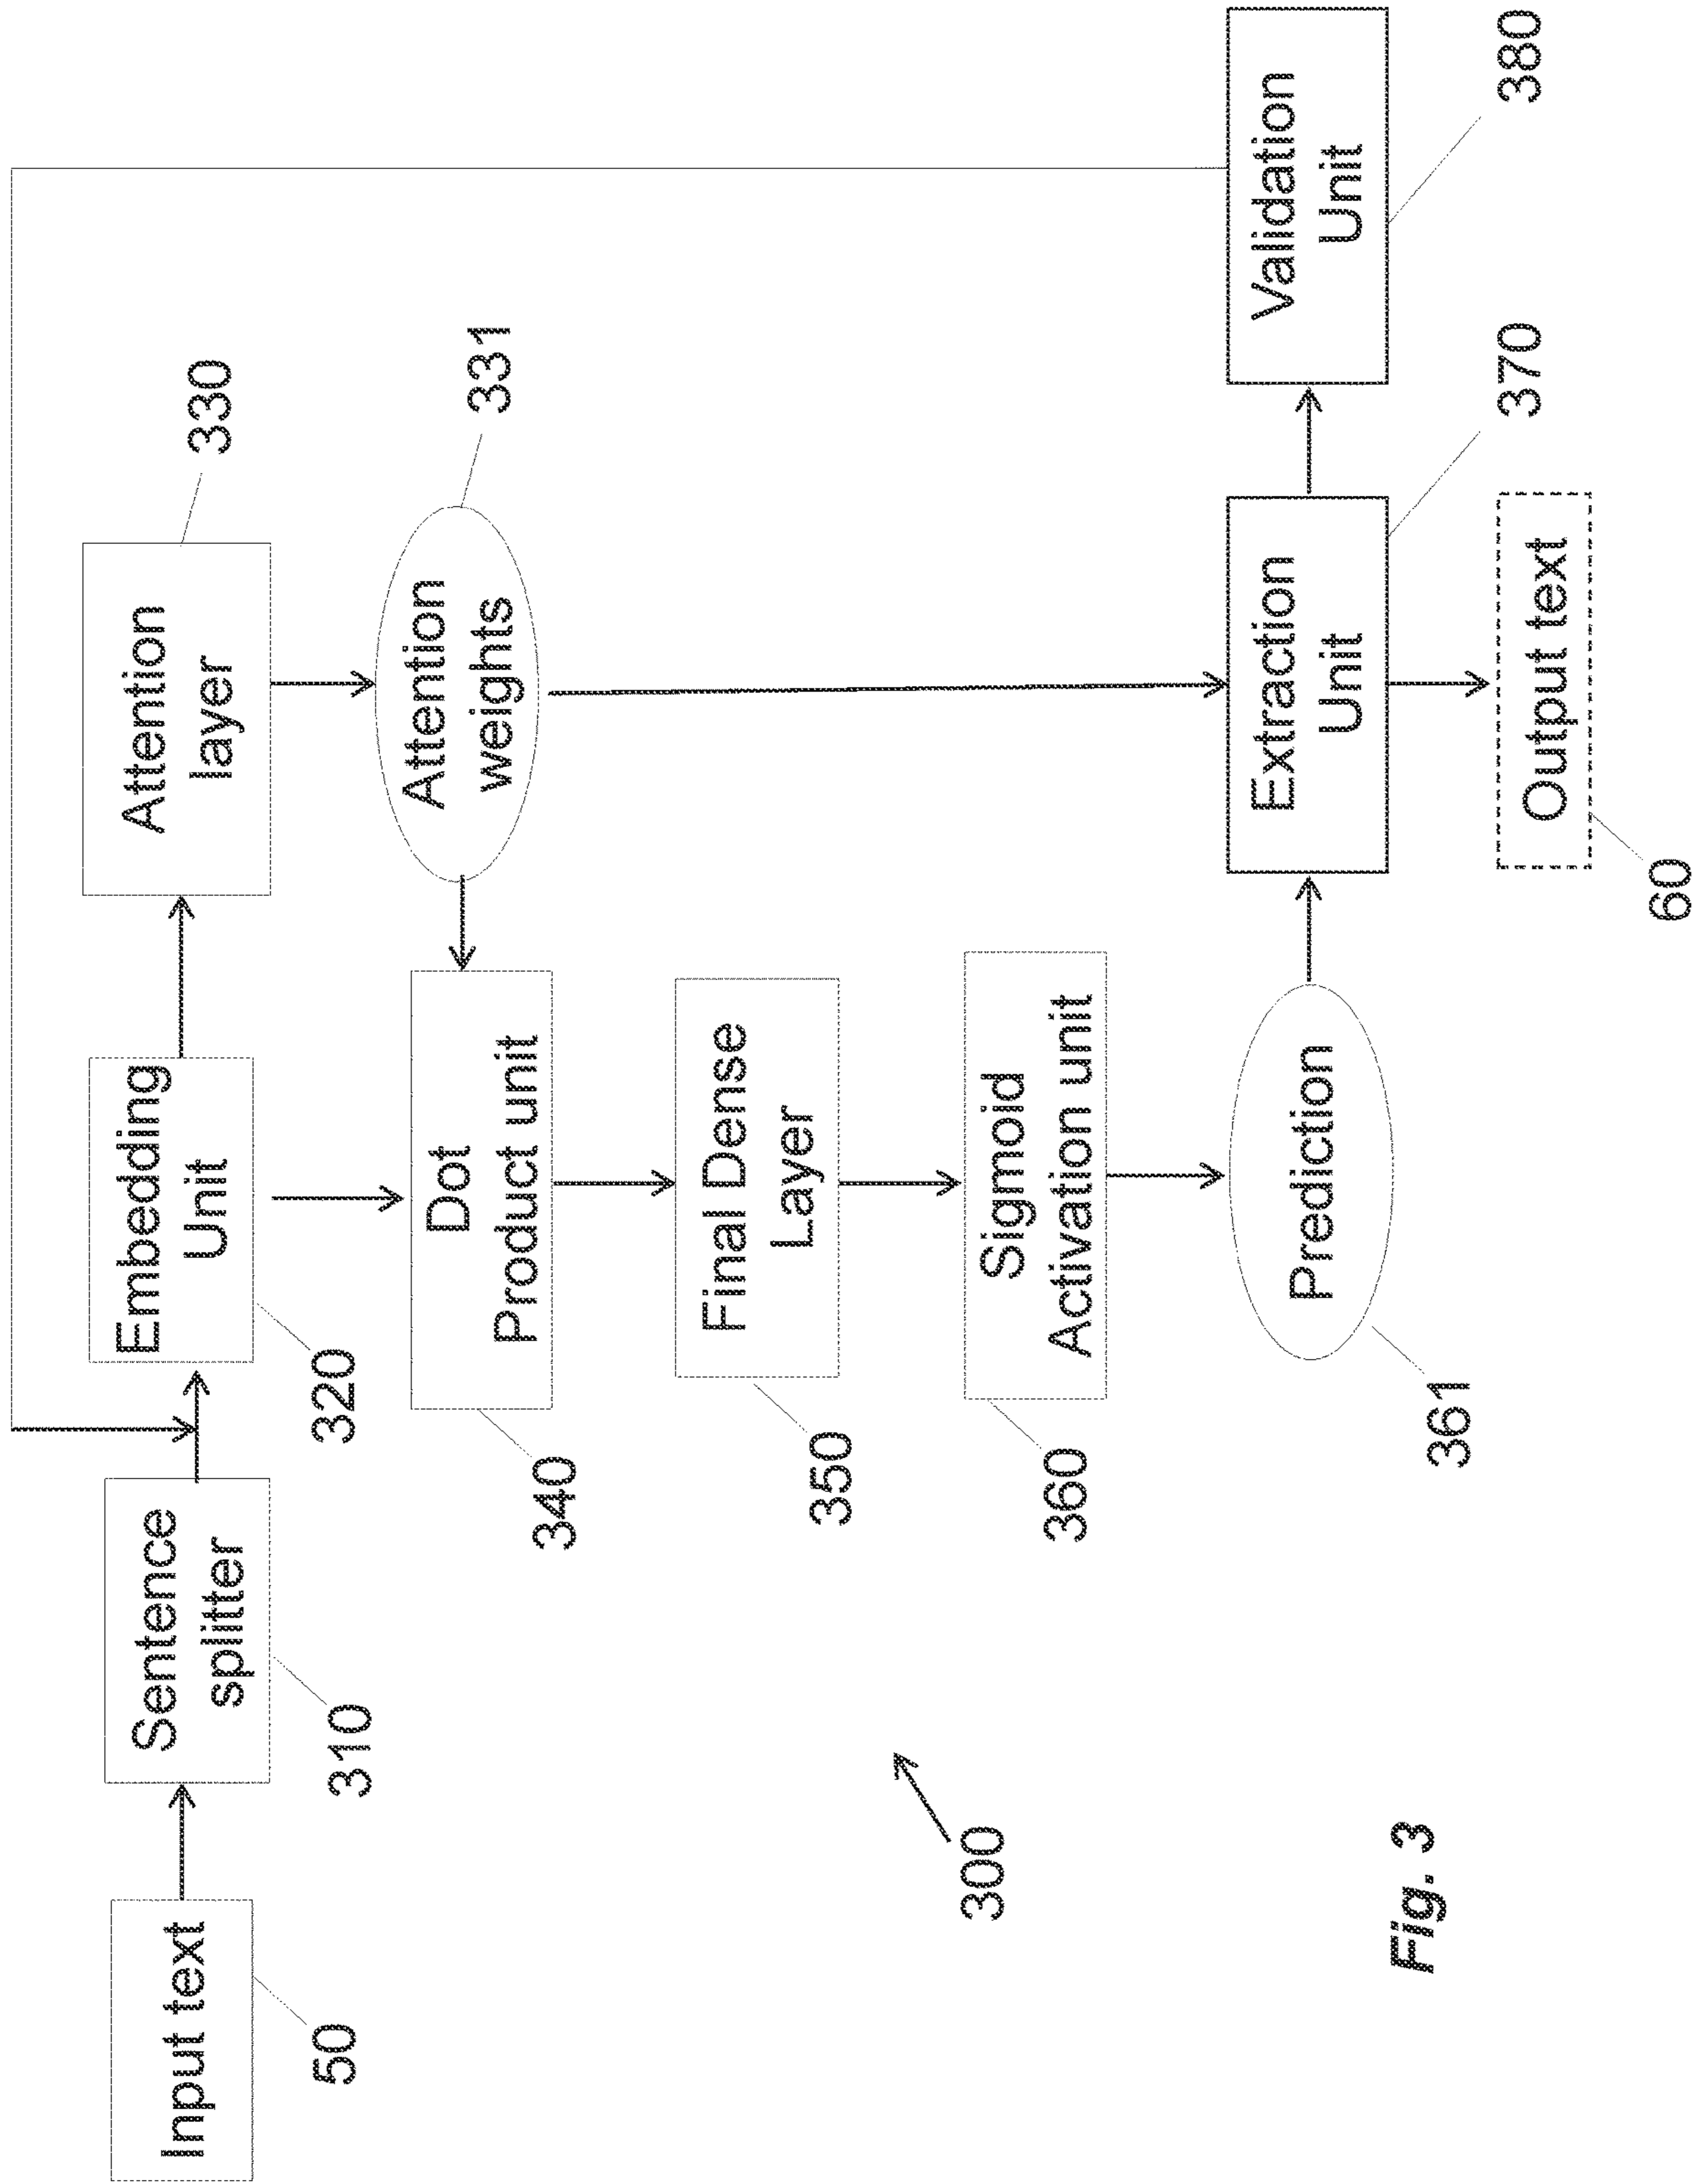 Input text
50
Sentence
splitter
310
Embedding
Unit
320
Attention
layer
330
Attention
weights
331
Dot
Product unit
340
Final Dense
Layer
350
Sigmoid
Activation unit
360
Prediction
361
Extraction
Unit
370
Validation
Unit
380
Output text
60
300
Fig. 3